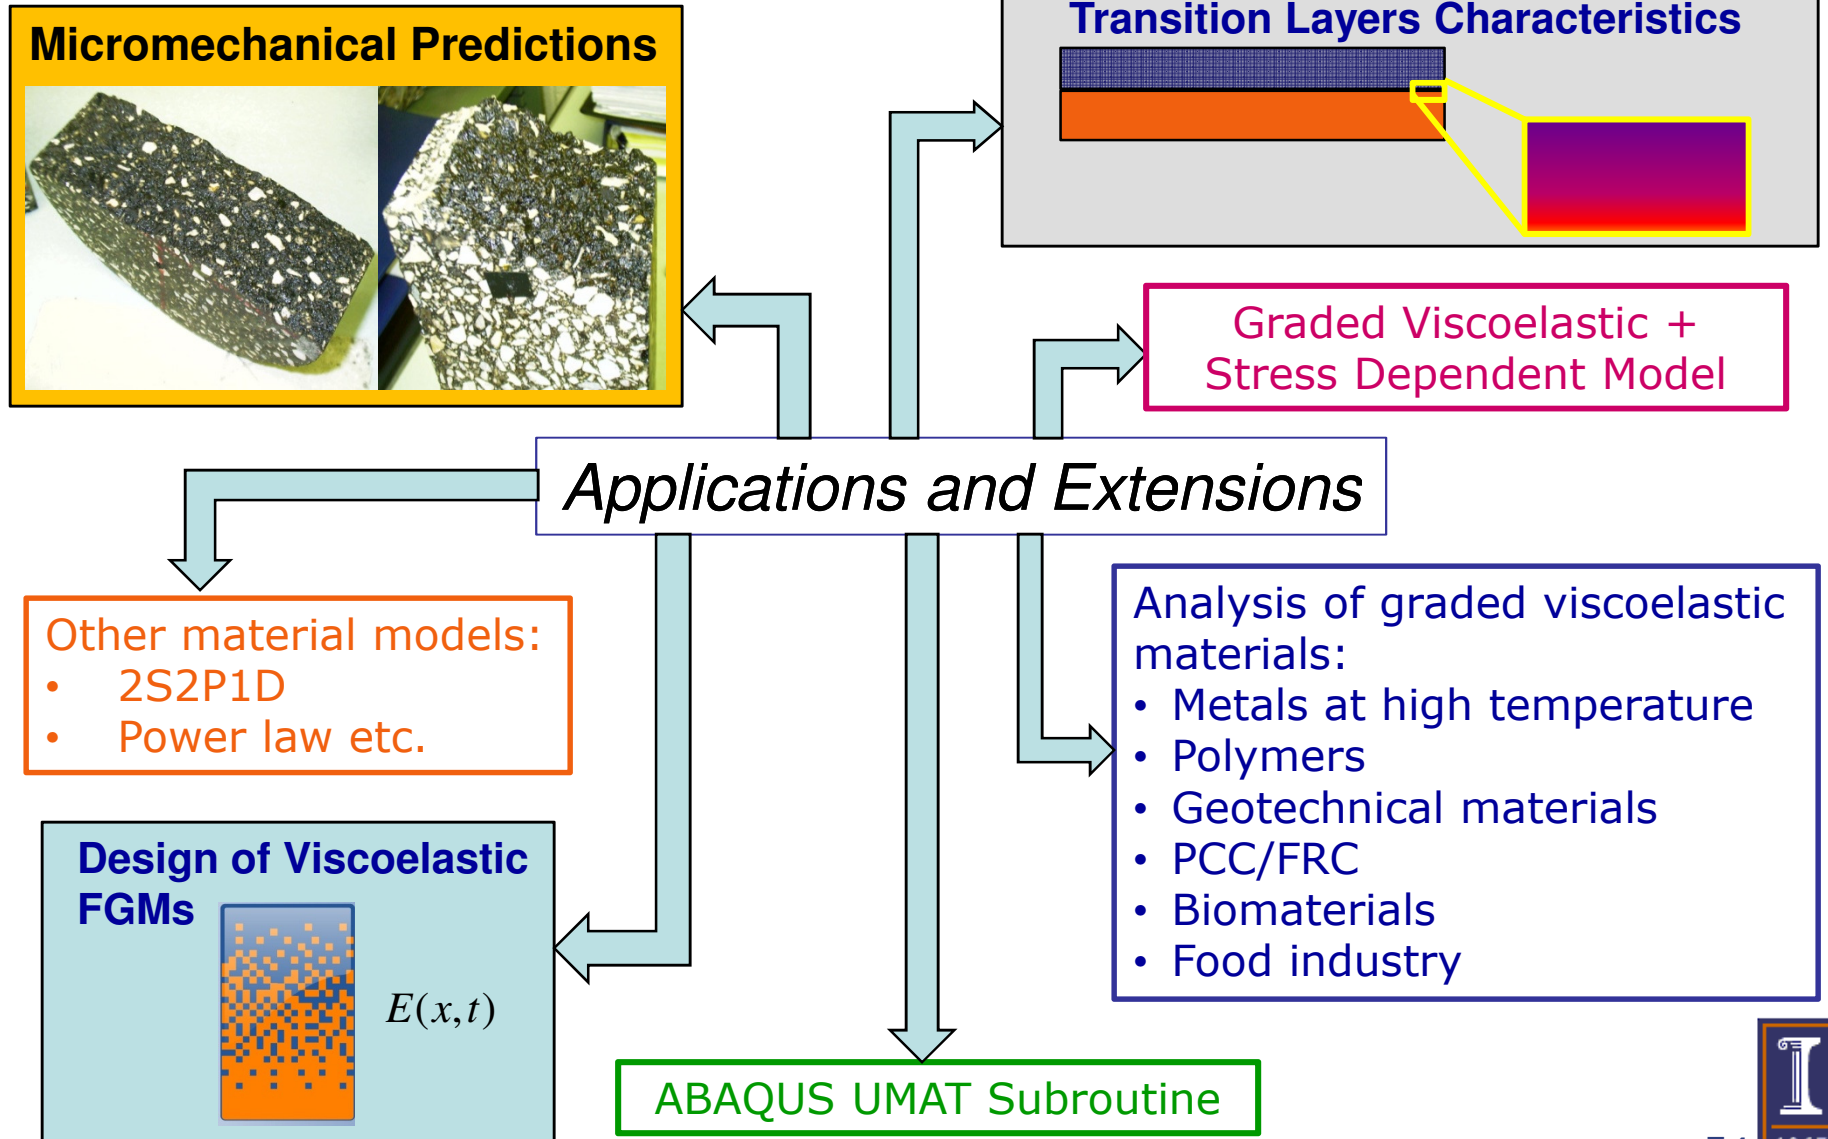 Micromechanical Predictions
Transition Layers Characteristics
Graded Viscoelastic +
Stress Dependent Model
Applications and Extensions
Other material models:
• 2S2P1D
• Power law etc.
Analysis of graded viscoelastic
materials:
• Metals at high temperature
• Polymers
• Geotechnical materials
• PCC/FRC
• Biomaterials
• Food industry
Design of Viscoelastic
FGMs
E(x,t)
ABAQUS UMAT Subroutine